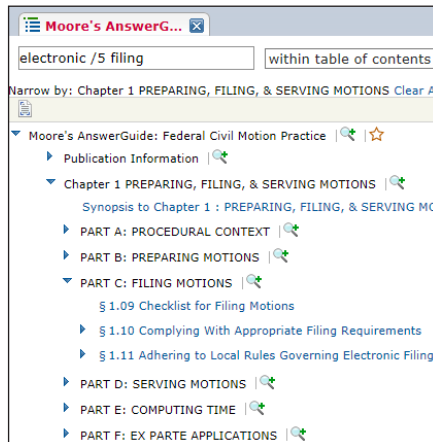 Moore's AnswerG...
electronic /5 filing within table of contents
Narrow by: Chapter 1 PREPARING, FILING, & SERVING MOTIONS Clear
Moore's AnswerGuide: Federal Civil Motion Practice
Publication Information
Chapter 1 PREPARING, FILING, & SERVING MOTIONS
Synopsis to Chapter 1 : PREPARING, FILING, & SERVING MO
PART A: PROCEDURAL CONTEXT
PART B: PREPARING MOTIONS
PART C: FILING MOTIONS
§ 1.09 Checklist for Filing Motions
§ 1.10 Complying With Appropriate Filing Requirements
§ 1.11 Adhering to Local Rules Governing Electronic Filing
PART D: SERVING MOTIONS
PART E: COMPUTING TIME
PART F: EX PARTE APPLICATIONS